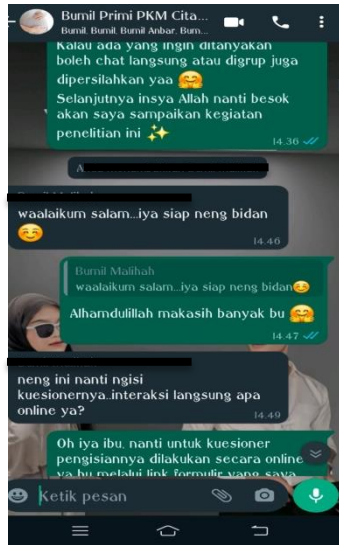 Bumil Primi PKM Cita...
Bumil. Bumil. Bumil Anbar. Bum...
Kalau ada yang ingin ditanyakan
boleh chat langsung atau digrup juga
dipersilahkan yaa 🤗
Selanjutnya insya Allah nanti besok
akan saya sampaikan kegiatan
penelitian ini ✨
14.36
waalaikum salam...iya siap neng bidan
😊
14.46
Bumil Malihah
waalaikum salam...iya siap neng bidan😊
Alhamdulillah makasih banyak bu 🤗
14.47
neng ini nanti ngisi
kuesionernya..interaksi langsung apa
online ya?
14.49
Oh iya ibu, nanti untuk kuesioner
pengisiannya dilakukan secara online
ya bu melalui link formulir yang saya
Ketik pesan